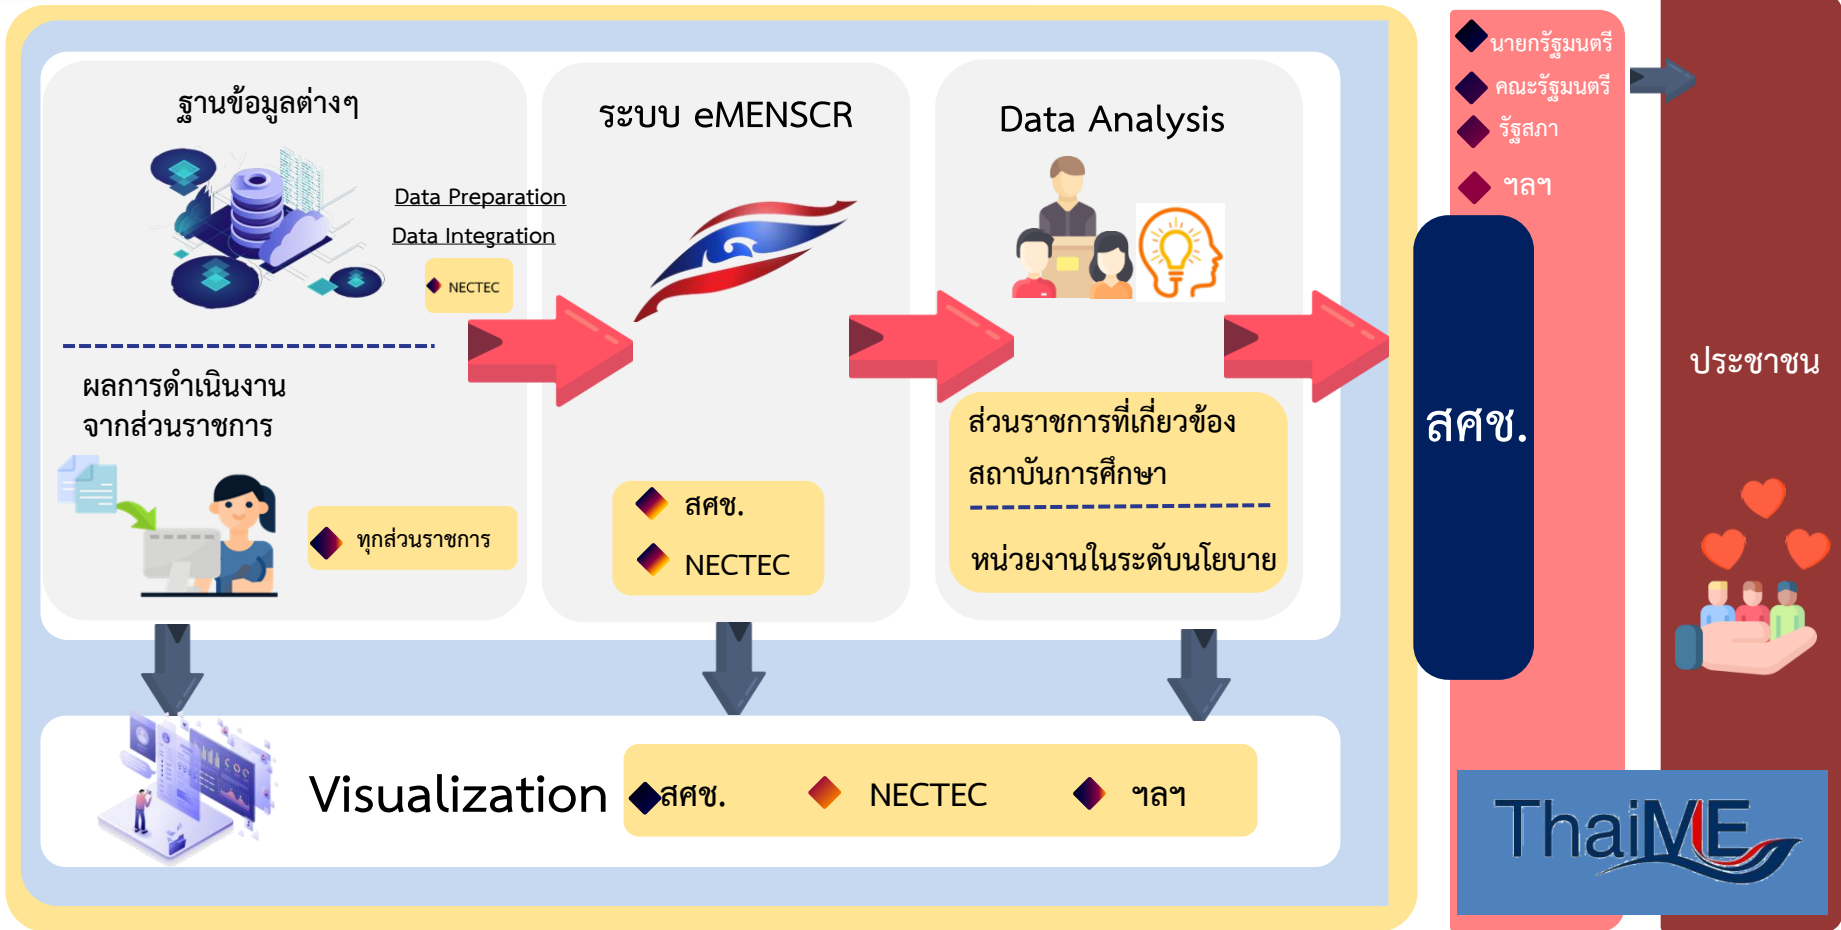 ฐานข้อมูลต่างๆ
Data Preparation
Data Integration
NECTEC
ผลการดำเนินงาน
จากส่วนราชการ
ทุกส่วนราชการ
ระบบ eMENSCR
สศช.
NECTEC
Data Analysis
ส่วนราชการที่เกี่ยวข้อง
สถาบันการศึกษา
หน่วยงานในระดับนโยบาย
Visualization
สศช.
NECTEC
ฯลฯ
นายกรัฐมนตรี
คณะรัฐมนตรี
รัฐสภา
ฯลฯ
สศช.
ประชาชน
ThaiME